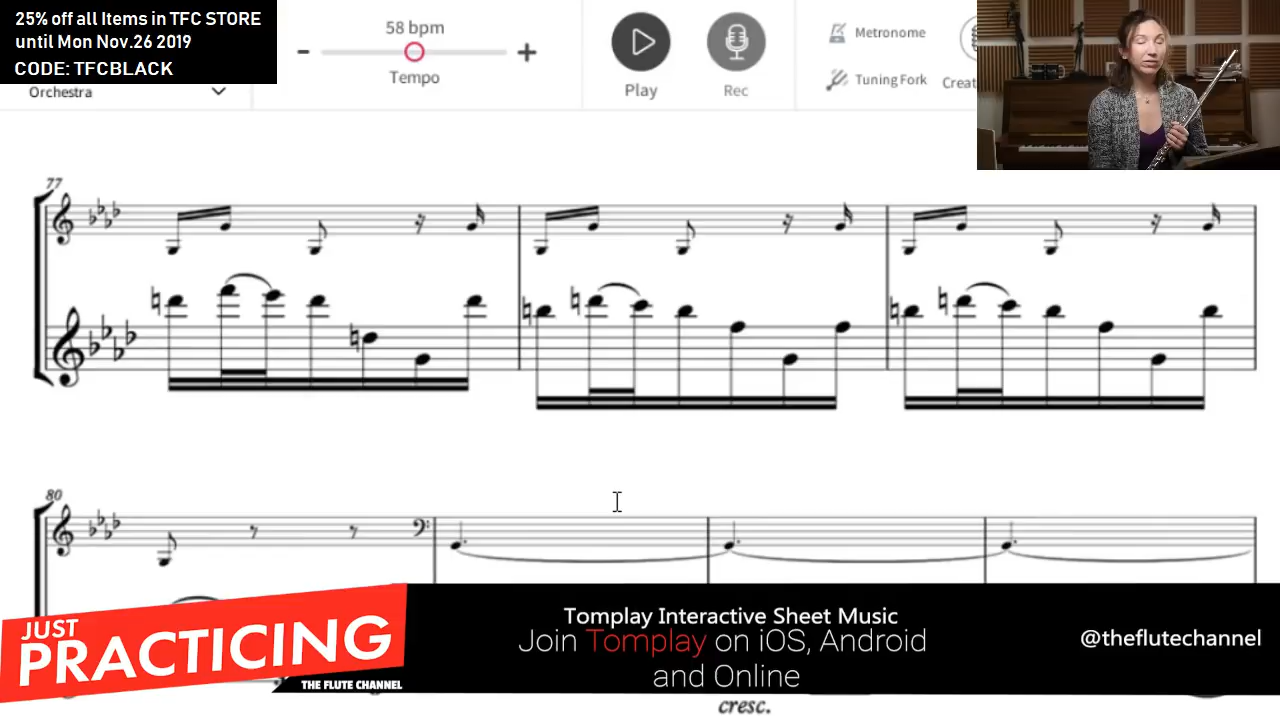 25% off all Items in TFC STORE
until Mon Nov.26 2019
CODE: TFCBLACK
Orchestra
58 bpm
Tempo
Play
Rec
Metronome
Tuning Fork
Creat
77
80
JUST
PRACTICING
THE FLUTE CHANNEL
Tomplay Interactive Sheet Music
Join Tomplay on iOS, Android
and Online
@theflutechannel
cresc.